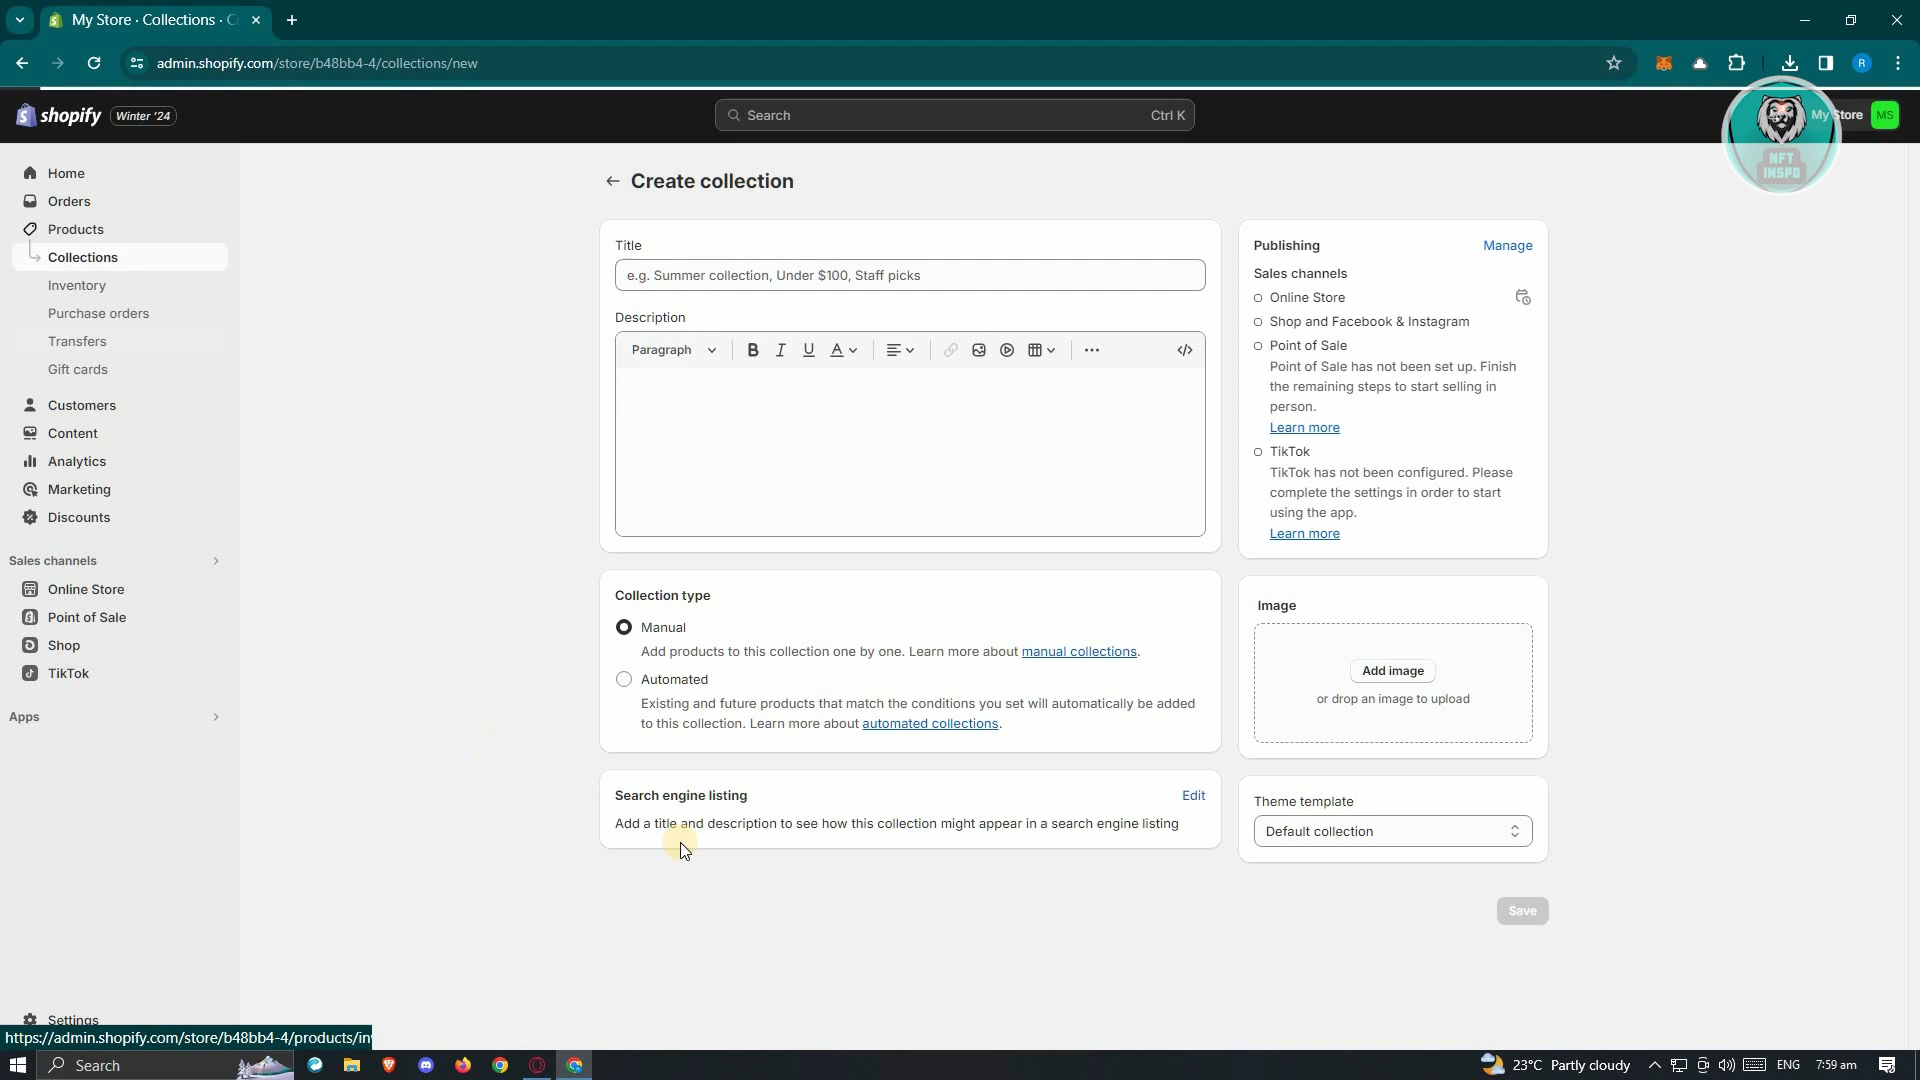 My Store · Collections · C
admin.shopify.com/store/b48bb4-4/collections/new
shopify
Winter '24
Search
Ctrl K
My Store
MS
NFT
INSPO
Home
Orders
Products
Collections
Inventory
Purchase orders
Transfers
Gift cards
Customers
Content
Analytics
Marketing
Discounts
Sales channels
Online Store
Point of Sale
Shop
TikTok
Apps
Settings
Create collection
Title
e.g. Summer collection, Under $100, Staff picks
Description
Paragraph
Collection type
Manual
Add products to this collection one by one. Learn more about manual collections.
Automated
Existing and future products that match the conditions you set will automatically be added
to this collection. Learn more about automated collections.
Search engine listing
Edit
Add a title and description to see how this collection might appear in a search engine listing
Publishing
Manage
Sales channels
Online Store
Shop and Facebook & Instagram
Point of Sale
Point of Sale has not been set up. Finish
the remaining steps to start selling in
person.
Learn more
TikTok
TikTok has not been configured. Please
complete the settings in order to start
using the app.
Learn more
Image
Add image
or drop an image to upload
Theme template
Default collection
Save
https://admin.shopify.com/store/b48bb4-4/products/in
Search
23°C Partly cloudy
ENG
7:59 am